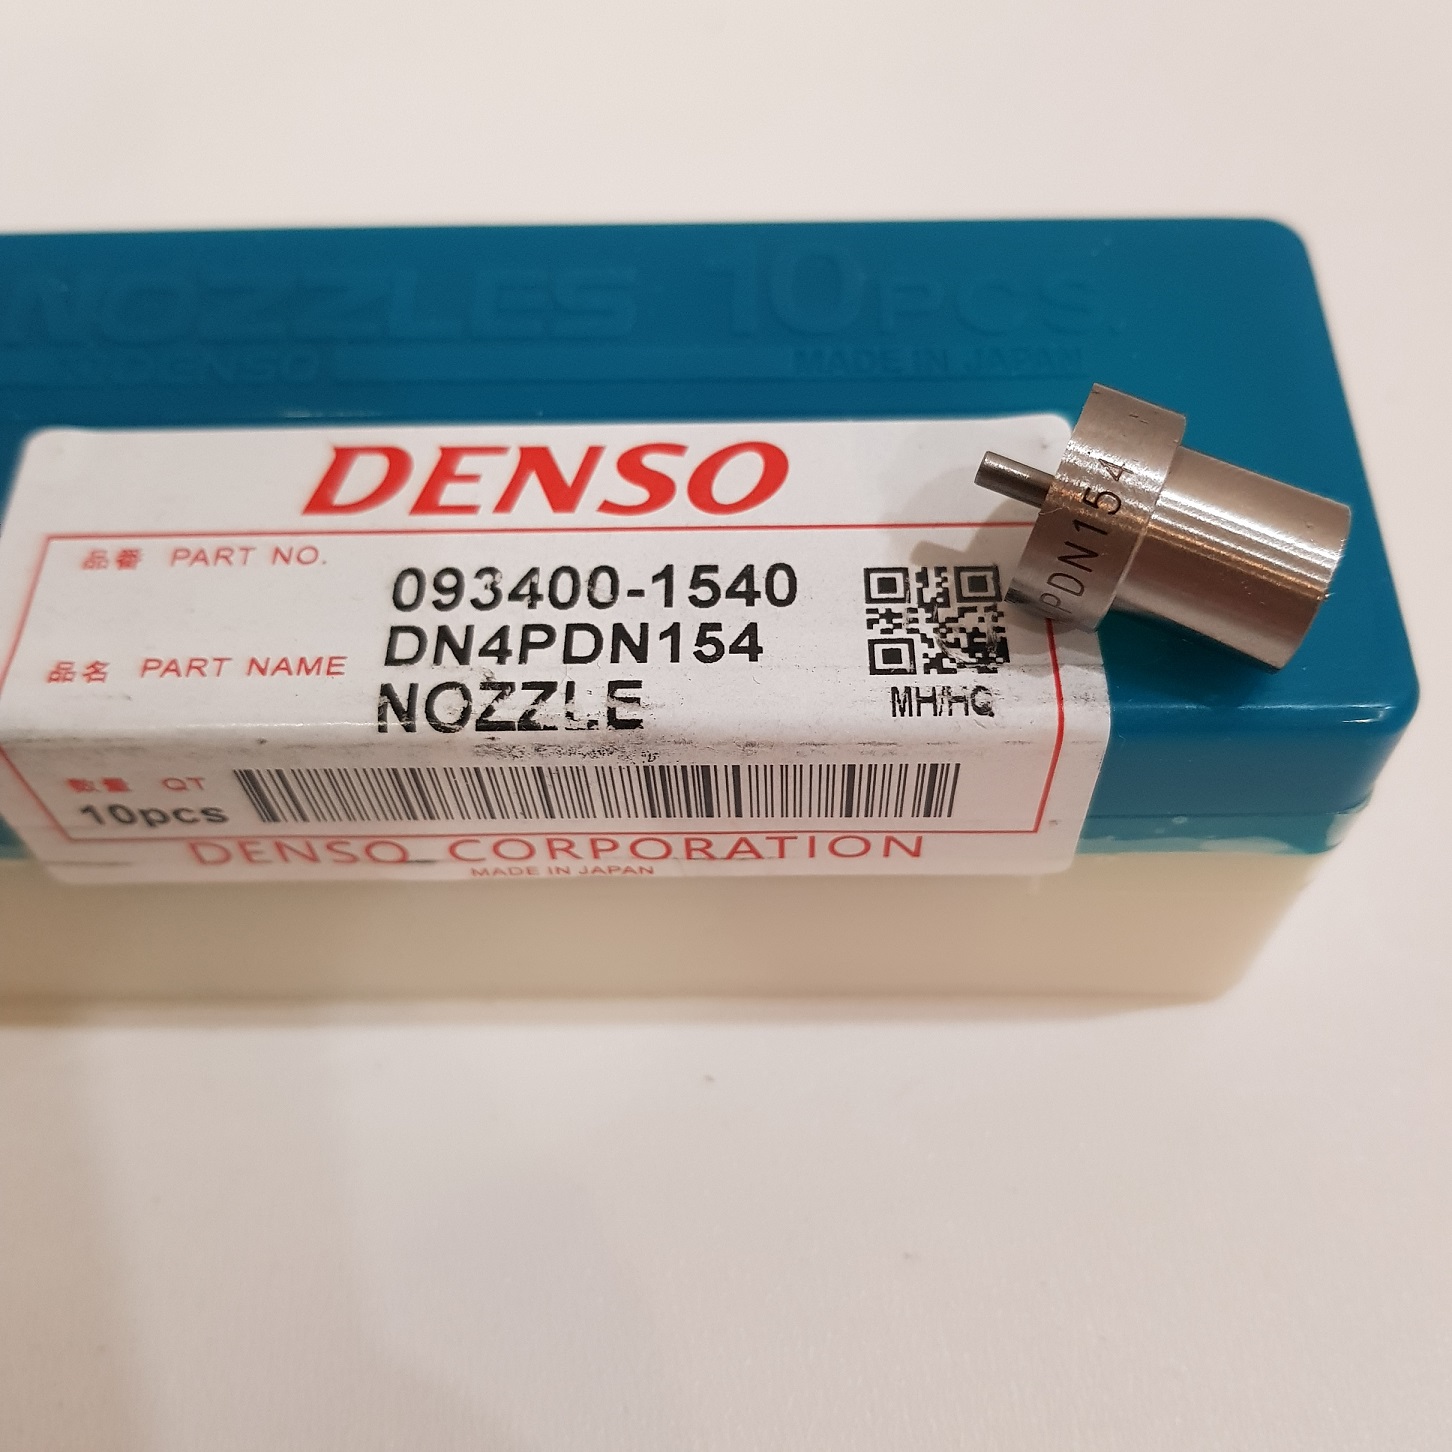 NOZZLES 10PCS.
MADE IN JAPAN
DENSO
品番 PART NO.
093400-1540
DN4PDN154
品名 PART NAME
NOZZLE
MH/HQ
数量 QT
10pcs
DENSO CORPORATION
MADE IN JAPAN
PDN154